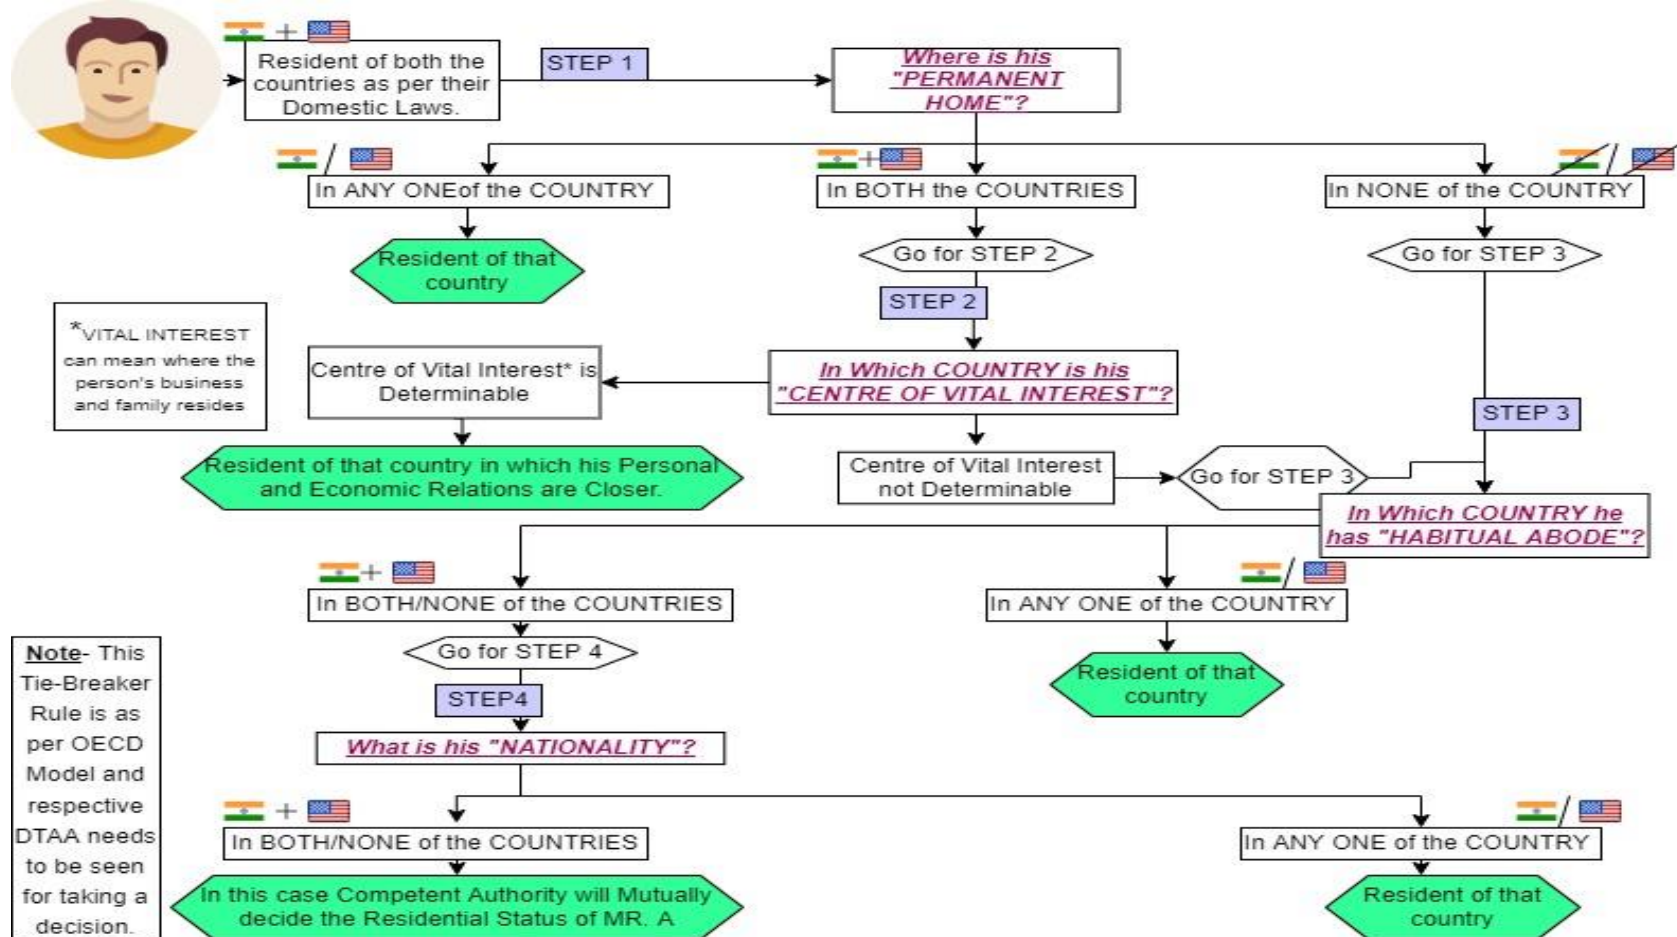 Resident of both the
countries as per their
Domestic Laws.
STEP 1
Where is his
"PERMANENT
HOME"?
In ANY ONEof the COUNTRY
In BOTH the COUNTRIES
In NONE of the COUNTRY
Resident of that
country
Go for STEP 2
Go for STEP 3
STEP 2
*VITAL INTEREST
can mean where the
person's business
and family resides
Centre of Vital Interest* is
Determinable
In Which COUNTRY is his
"CENTRE OF VITAL INTEREST"?
STEP 3
Resident of that country in which his Personal
and Economic Relations are Closer.
Centre of Vital Interest
not Determinable
Go for STEP 3
In Which COUNTRY he
has "HABITUAL ABODE"?
In BOTH/NONE of the COUNTRIES
In ANY ONE of the COUNTRY
Go for STEP 4
Resident of that
country
STEP4
What is his "NATIONALITY"?
Note- This
Tie-Breaker
Rule is as
per OECD
Model and
respective
DTAA needs
to be seen
for taking a
decision.
In BOTH/NONE of the COUNTRIES
In ANY ONE of the COUNTRY
In this case Competent Authority will Mutually
decide the Residential Status of MR. A
Resident of that
country